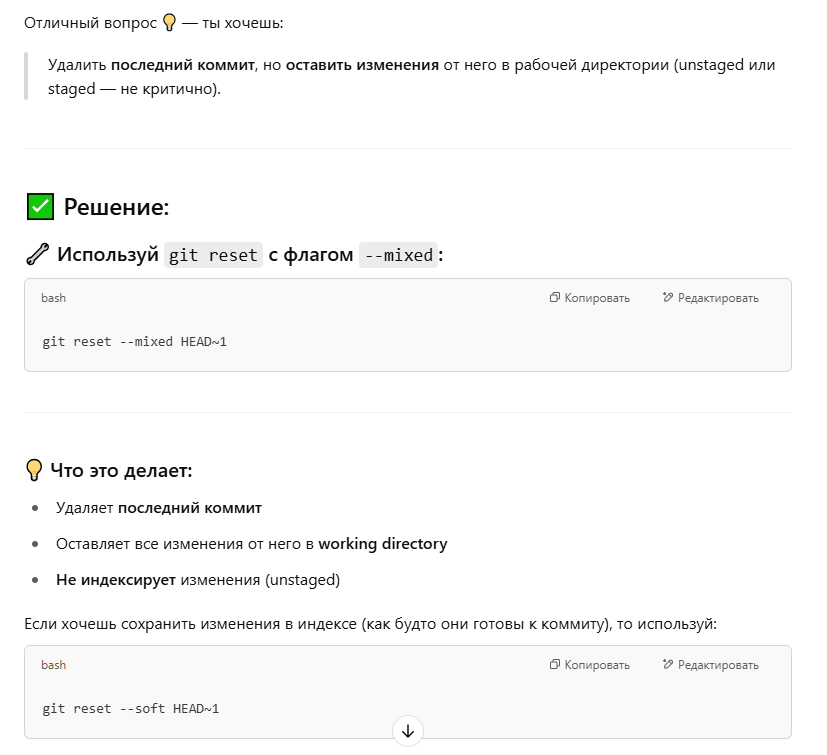 Отличный вопрос 💡 — ты хочешь:
Удалить последний коммит, но оставить изменения от него в рабочей директории (unstaged или
staged — не критично).
✅ Решение:
🔧 Используй git reset с флагом --mixed:
bash Копировать Редактировать
git reset --mixed HEAD~1
💡 Что это делает:
• Удаляет последний коммит
• Оставляет все изменения от него в working directory
• Не индексирует изменения (unstaged)
Если хочешь сохранить изменения в индексе (как будто они готовы к коммиту), то используй:
bash Копировать Редактировать
git reset --soft HEAD~1